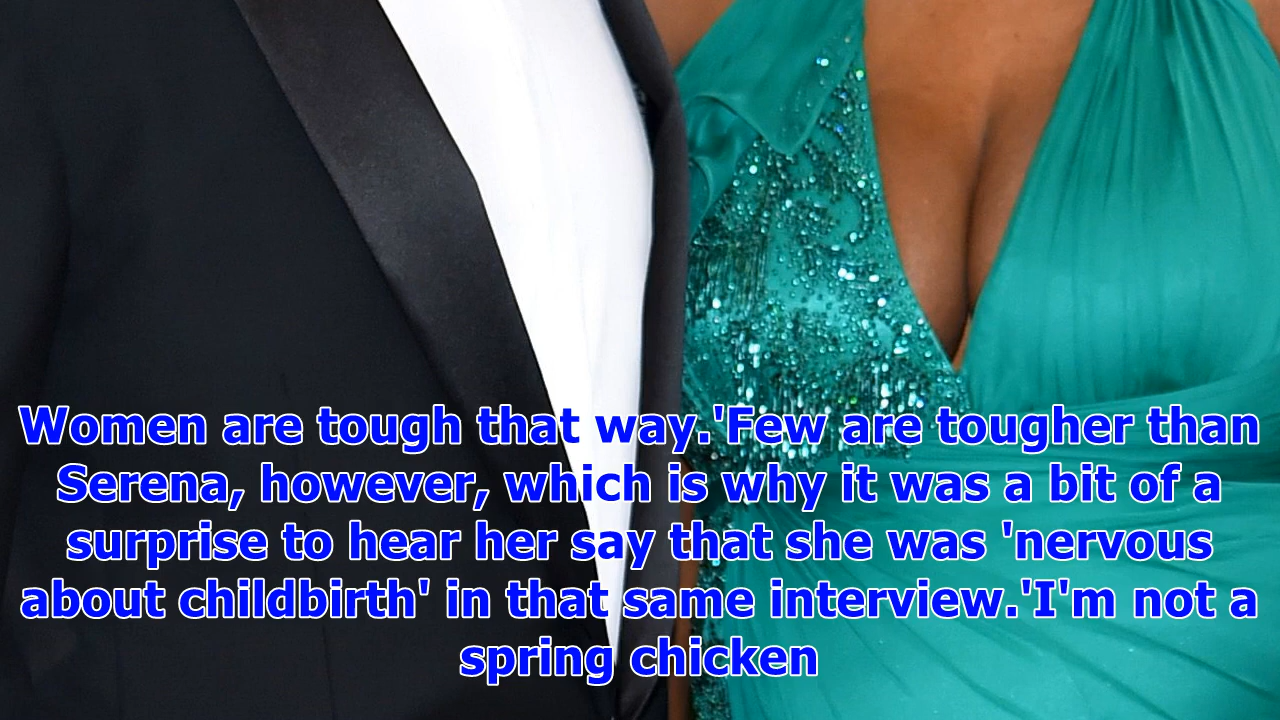 Women are tough that way.'Few are tougher than
Serena, however, which is why it was a bit of a
surprise to hear her say that she was 'nervous
about childbirth' in that same interview.'I'm not a
spring chicken